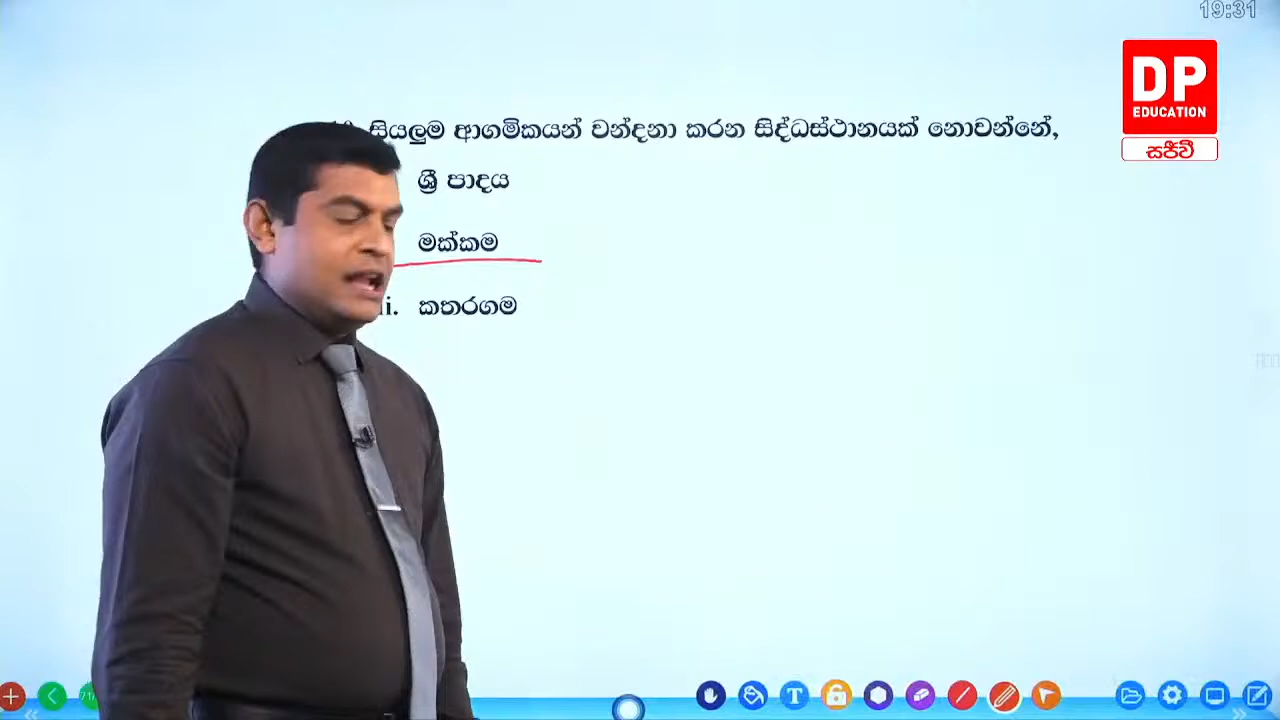 19:31
DP
EDUCATION
සජීවී
සියලුම ආගමිකයන් වන්දනා කරන සිද්ධස්ථානයක් නොවන්නේ,
ශ්‍රී පාදය
මක්කම
කතරගම